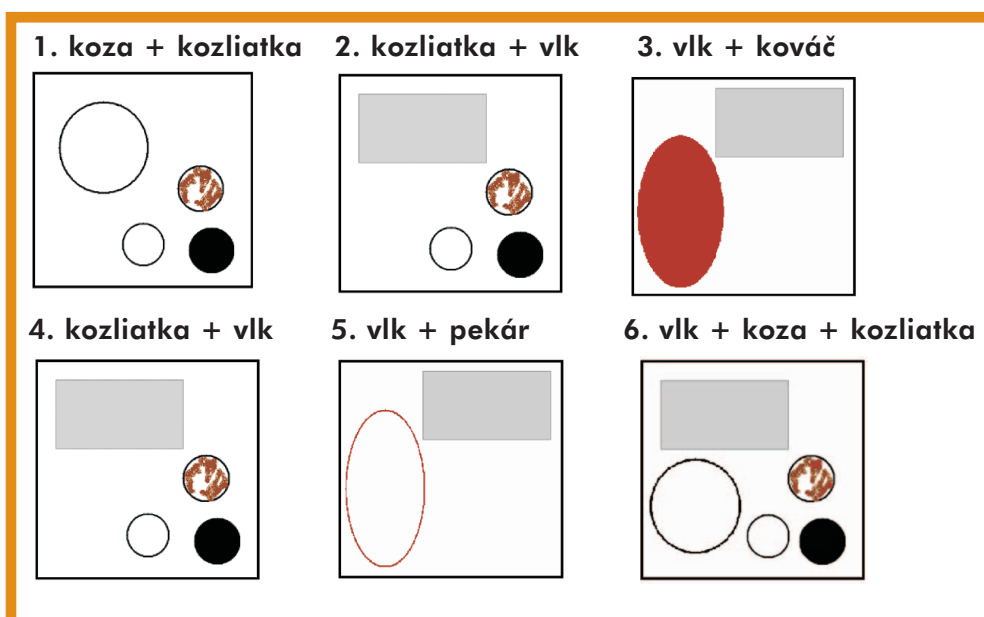 1. koza + kozliatka
2. kozliatka + vlk
3. vlk + kováč
4. kozliatka + vlk
5. vlk + pekár
6. vlk + koza + kozliatka